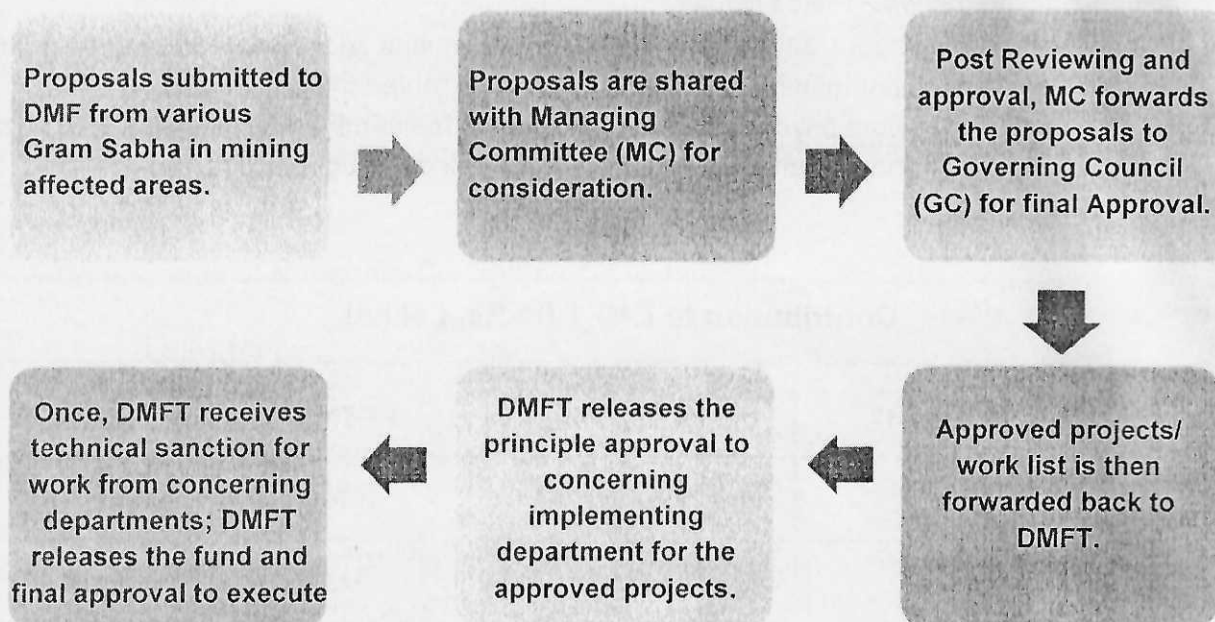 Proposals submitted to
DMF from various
Gram Sabha in mining
affected areas.
Proposals are shared
with Managing
Committee (MC) for
consideration.
Post Reviewing and
approval, MC forwards
the proposals to
Governing Council
(GC) for final Approval.
Approved projects/
work list is then
forwarded back to
DMFT.
DMFT releases the
principle approval to
concerning
implementing
department for the
approved projects.
Once, DMFT receives
technical sanction for
work from concerning
departments; DMFT
releases the fund and
final approval to execute